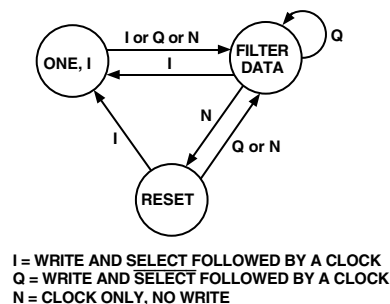 I or Q or N
Q
ONE, I
I
FILTER
DATA
N
I
Q or N
RESET
I = WRITE AND SELECT FOLLOWED BY A CLOCK
Q = WRITE AND S̅E̅L̅E̅C̅T̅ FOLLOWED BY A CLOCK
N = CLOCK ONLY, NO WRITE